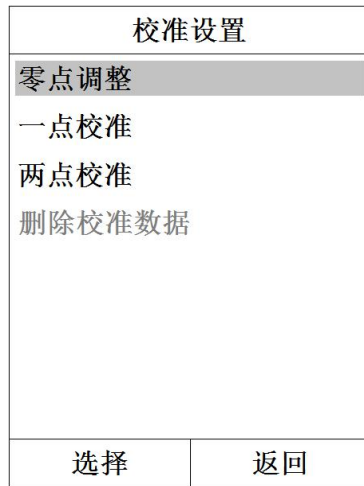 校准设置
零点调整
一点校准
两点校准
删除校准数据
选择 返回